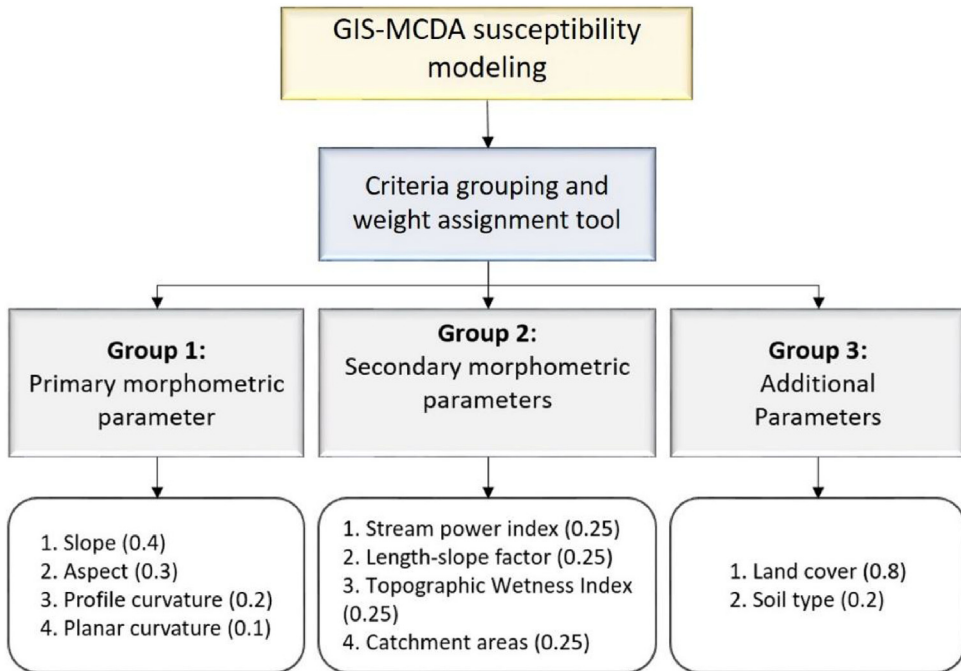 GIS-MCDA susceptibility
modeling
Criteria grouping and
weight assignment tool
Group 1:
Primary morphometric
parameter
Group 2:
Secondary morphometric
parameters
Group 3:
Additional
Parameters
1. Slope (0.4)
2. Aspect (0.3)
3. Profile curvature (0.2)
4. Planar curvature (0.1)
1. Stream power index (0.25)
2. Length-slope factor (0.25)
3. Topographic Wetness Index
(0.25)
4. Catchment areas (0.25)
1. Land cover (0.8)
2. Soil type (0.2)